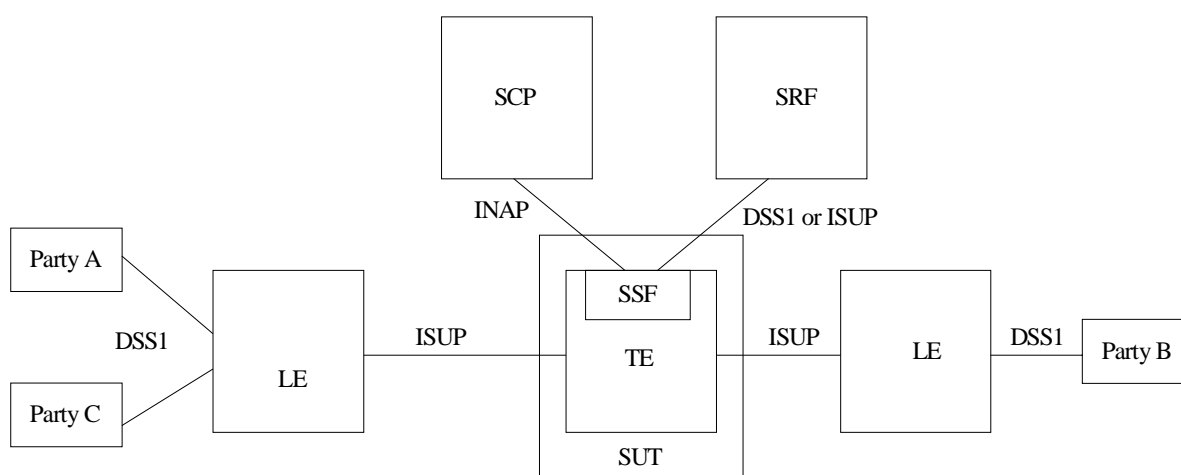 SCP
SRF
INAP
DSS1 or ISUP
Party A
SSF
DSS1
ISUP
TE
ISUP
LE
DSS1
Party B
LE
Party C
SUT